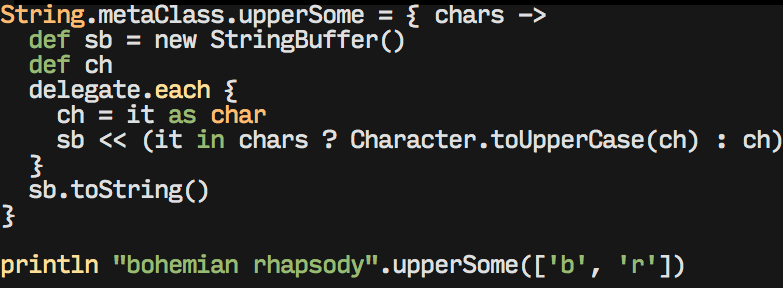 String.metaClass.upperSome = { chars ->
  def sb = new StringBuffer()
  def ch
  delegate.each {
    ch = it as char
    sb << (it in chars ? Character.toUpperCase(ch) : ch)
  }
  sb.toString()
}

println "bohemian rhapsody".upperSome(['b', 'r'])